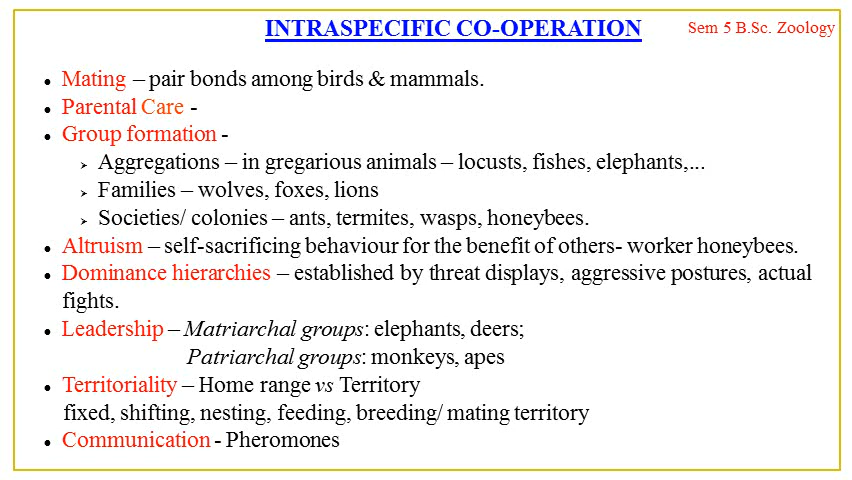 INTRASPECIFIC CO-OPERATION
Sem 5 B.Sc. Zoology
● Mating – pair bonds among birds & mammals.
● Parental Care -
● Group formation -
➢ Aggregations – in gregarious animals – locusts, fishes, elephants,...
➢ Families – wolves, foxes, lions
➢ Societies/ colonies – ants, termites, wasps, honeybees.
● Altruism – self-sacrificing behaviour for the benefit of others- worker honeybees.
● Dominance hierarchies – established by threat displays, aggressive postures, actual
fights.
● Leadership – Matriarchal groups: elephants, deers;
Patriarchal groups: monkeys, apes
● Territoriality – Home range vs Territory
fixed, shifting, nesting, feeding, breeding/ mating territory
● Communication - Pheromones